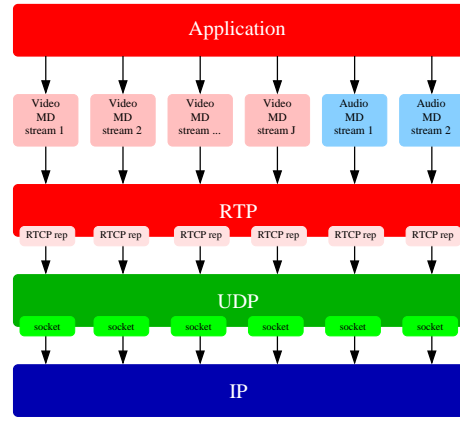 Application
Video Video Video Video Audio Audio
MD MD MD MD MD MD
stream 1 stream 2 stream ... stream J stream 1 stream 2
RTP
RTCP rep RTCP rep RTCP rep RTCP rep RTCP rep RTCP rep
UDP
socket socket socket socket socket socket
IP